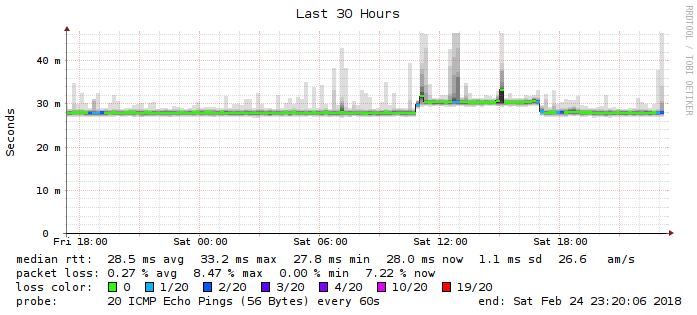 Last 30 Hours
RRDTOOL / TOBI OETIKER
Seconds
40 m
30 m
20 m
10 m
0
Fri 18:00 Sat 00:00 Sat 06:00 Sat 12:00 Sat 18:00
median rtt: 28.5 ms avg 33.2 ms max 27.8 ms min 28.0 ms now 1.1 ms sd 26.6 am/s
packet loss: 0.27 % avg 8.47 % max 0.00 % min 7.22 % now
loss color: 0 1/20 2/20 3/20 4/20 10/20 19/20
probe: 20 ICMP Echo Pings (56 Bytes) every 60s end: Sat Feb 24 23:20:06 2018